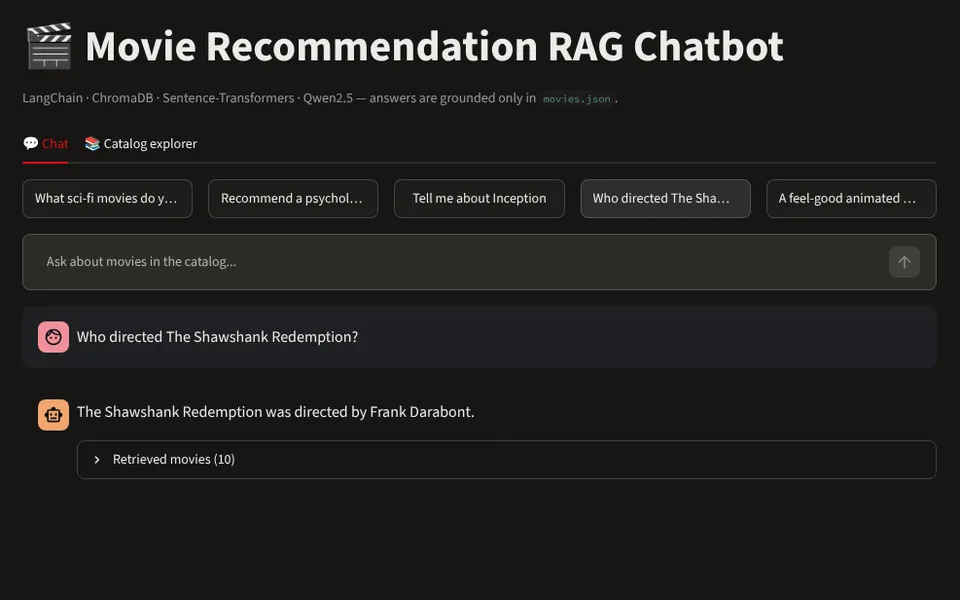 Movie Recommendation RAG Chatbot
LangChain · ChromaDB · Sentence-Transformers · Qwen2.5 — answers are grounded only in movies.json .
Chat
Catalog explorer
What sci-fi movies do y…
Recommend a psychol…
Tell me about Inception
Who directed The Sha…
A feel-good animated …
Ask about movies in the catalog...
Who directed The Shawshank Redemption?
The Shawshank Redemption was directed by Frank Darabont.
Retrieved movies (10)